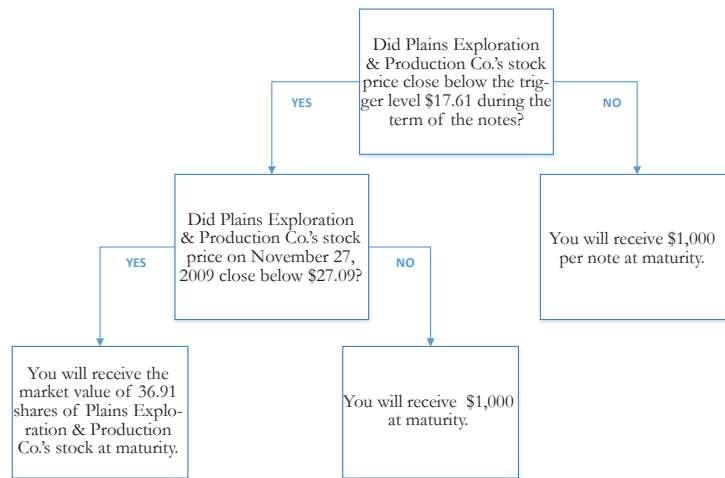 Did Plains Exploration
& Production Co.'s stock
price close below the trig-
ger level $17.61 during the
term of the notes?
YES
NO
Did Plains Exploration
& Production Co.'s stock
price on November 27,
2009 close below $27.09?
You will receive $1,000
per note at maturity.
YES
NO
You will receive the
market value of 36.91
shares of Plains Explo-
ration & Production
Co.'s stock at maturity.
You will receive $1,000
at maturity.